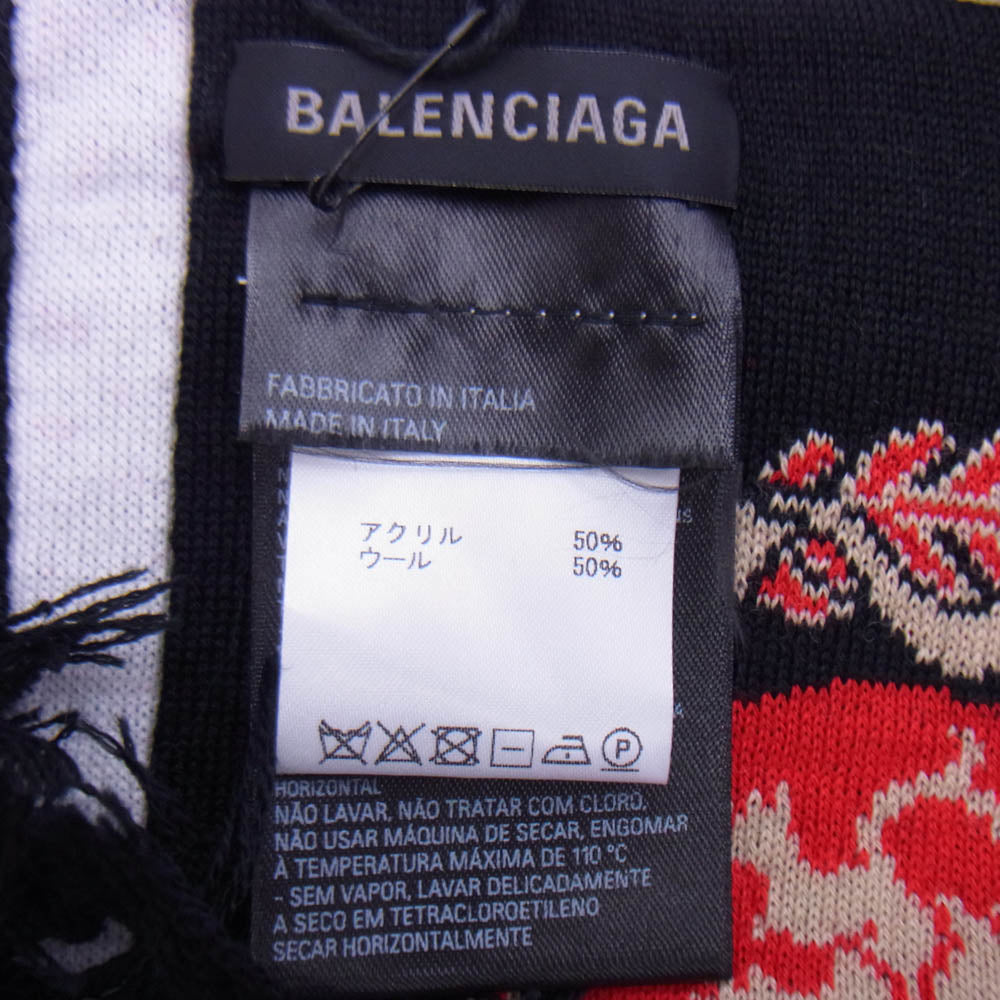 BALENCIAGA
FABBRICATO IN ITALIA
MADE IN ITALY
アクリル 50%
ウール 50%
P
HORIZONTAL
NÃO LAVAR, NÃO TRATAR COM CLORO,
NÃO USAR MÁQUINA DE SECAR, ENGOMAR
À TEMPERATURA MÁXIMA DE 110 °C
- SEM VAPOR, LAVAR DELICADAMENTE
A SECO EM TETRACLOROETILENO
SECAR HORIZONTALMENTE